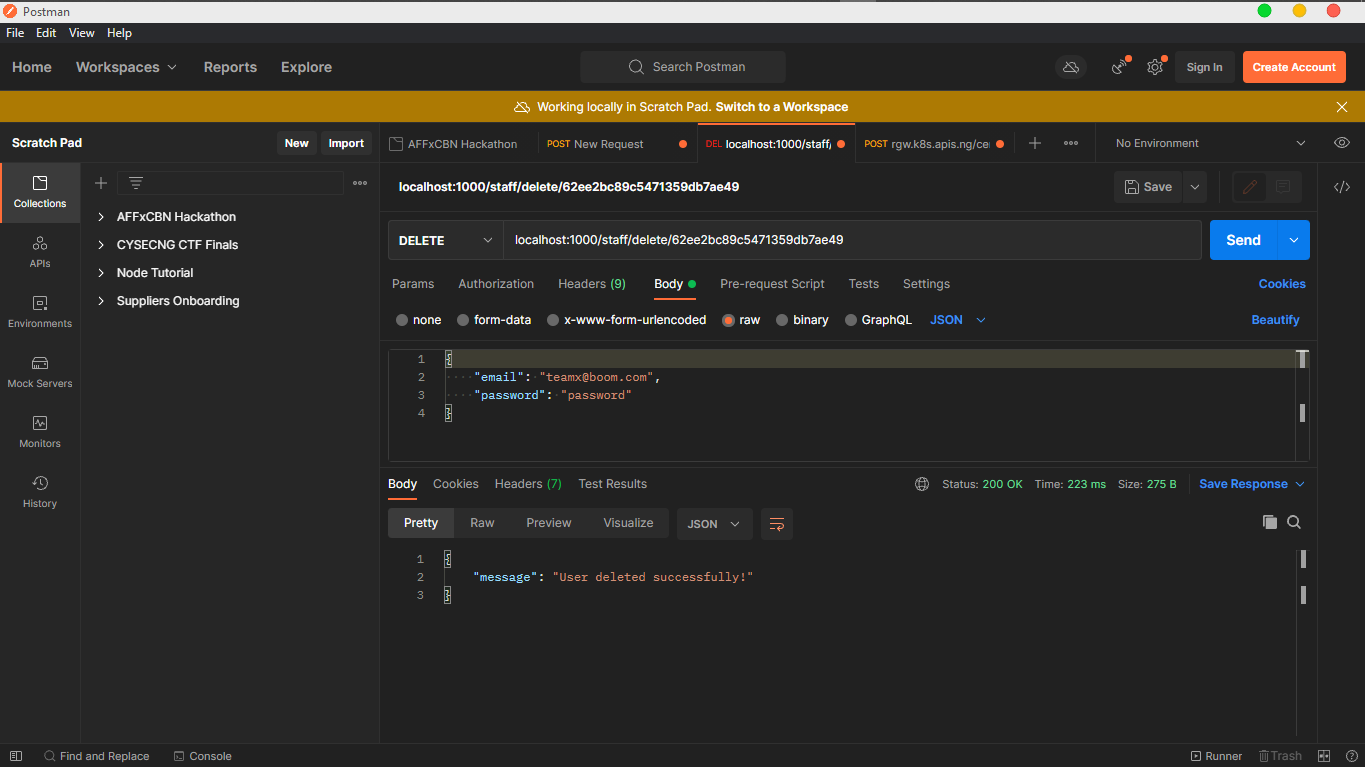 Postman
File Edit View Help
Home Workspaces Reports Explore Search Postman Sign In Create Account
Working locally in Scratch Pad. Switch to a Workspace
Scratch Pad New Import AFFxCBN Hackathon POST New Request DEL localhost:1000/staff/ POST rgw.k8s.apis.ng/ce No Environment
localhost:1000/staff/delete/62ee2bc89c5471359db7ae49 Save
Collections
APIs
Environments
Mock Servers
Monitors
History
AFFxCBN Hackathon
CYSECNG CTF Finals
Node Tutorial
Suppliers Onboarding
DELETE localhost:1000/staff/delete/62ee2bc89c5471359db7ae49 Send
Params Authorization Headers (9) Body Pre-request Script Tests Settings Cookies
none form-data x-www-form-urlencoded raw binary GraphQL JSON Beautify
1 {
2 "email": "teamx@boom.com",
3 "password": "password"
4 }
Body Cookies Headers (7) Test Results Status: 200 OK Time: 223 ms Size: 275 B Save Response
Pretty Raw Preview Visualize JSON
1 {
2 "message": "User deleted successfully!"
3 }
Find and Replace Console Runner Trash